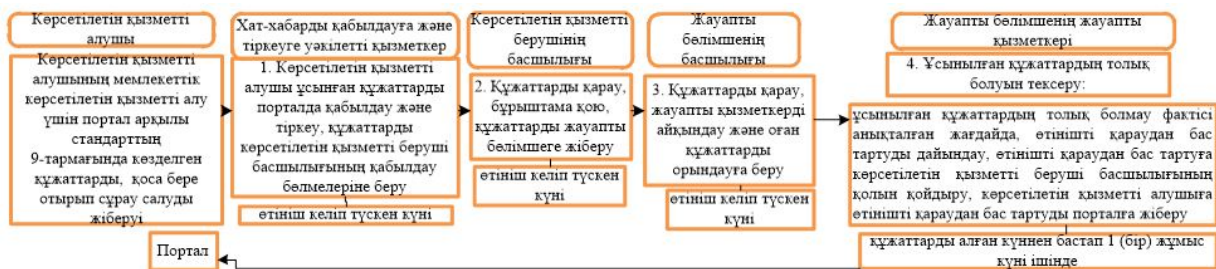 Көрсетілетін қызметті
алушы
Көрсетілетін қызметті
алушының мемлекеттік
көрсетілетін қызметті алу
үшін портал арқылы
стандарттың
9-тармағында көзделген
құжаттарды, қоса бере
отырып сұрау салуды
жіберуі
Хат-хабарды қабылдауға және
тіркеуге уәкілетті қызметкер
1. Көрсетілетін қызметті
алушы ұсынған құжаттарды
порталда қабылдау және
тіркеу, құжаттарды
көрсетілетін қызметті беруші
басшылығының қабылдау
бөлмелеріне беру
өтініш келіп түскен күні
Көрсетілетін қызметті
берушінің
басшылығы
2. Құжаттарды қарау,
бұрыштама қою,
құжаттарды жауапты
бөлімшеге жіберу
өтініш келіп түскен
күні
Жауапты
бөлімшенің
басшылығы
3. Құжаттарды қарау,
жауапты қызметкерді
айқындау және оған
құжаттарды
орындауға беру
өтініш келіп түскен
күні
Жауапты бөлімшенің жауапты
қызметкері
4. Ұсынылған құжаттардың толық
болуын тексеру:
ұсынылған құжаттардың толық болмау фактісі
анықталған жағдайда, өтінішті қараудан бас
тартуды дайындау, өтінішті қараудан бас тартуға
көрсетілетін қызметті беруші басшылығының
қолын қойдыру, көрсетілетін қызметті алушыға
өтінішті қараудан бас тартуды порталға жіберу
құжаттарды алған күннен бастап 1 (бір) жұмыс
күні ішінде
Портал